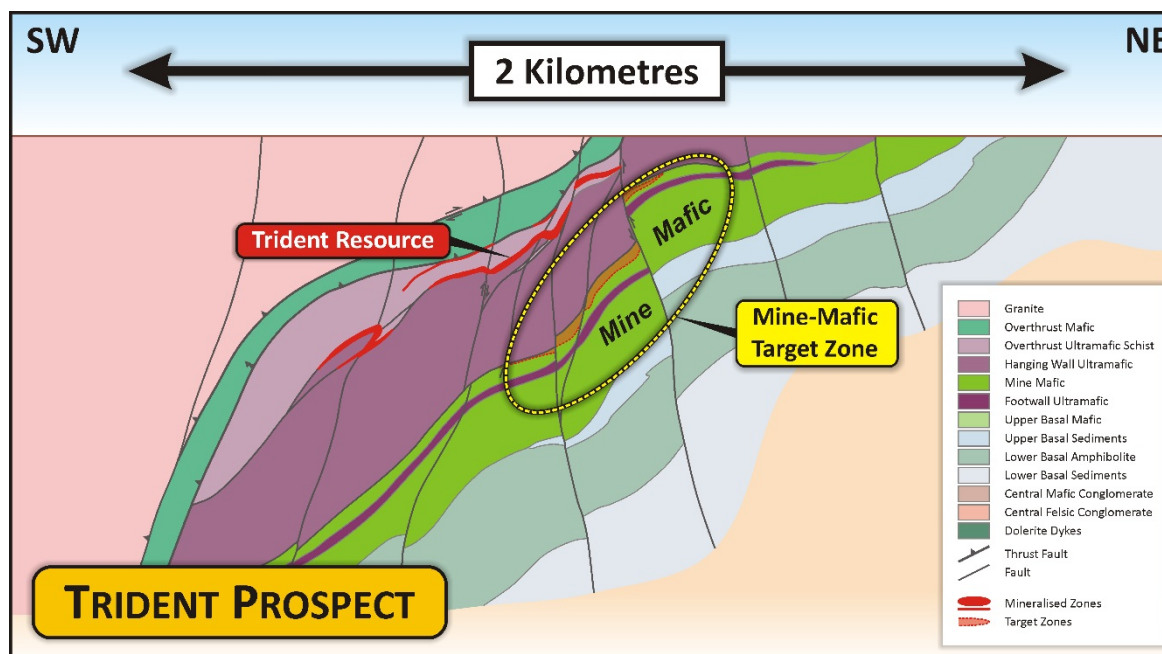 SW
NE
2 Kilometres
Trident Resource
Mafic
Mine
Mine-Mafic
Target Zone
Granite
Overthrust Mafic
Overthrust Ultramafic Schist
Hanging Wall Ultramafic
Mine Mafic
Footwall Ultramafic
Upper Basal Mafic
Upper Basal Sediments
Lower Basal Amphibolite
Lower Basal Sediments
Central Mafic Conglomerate
Central Felsic Conglomerate
Dolerite Dykes
Thrust Fault
Fault
Mineralised Zones
Target Zones
TRIDENT PROSPECT